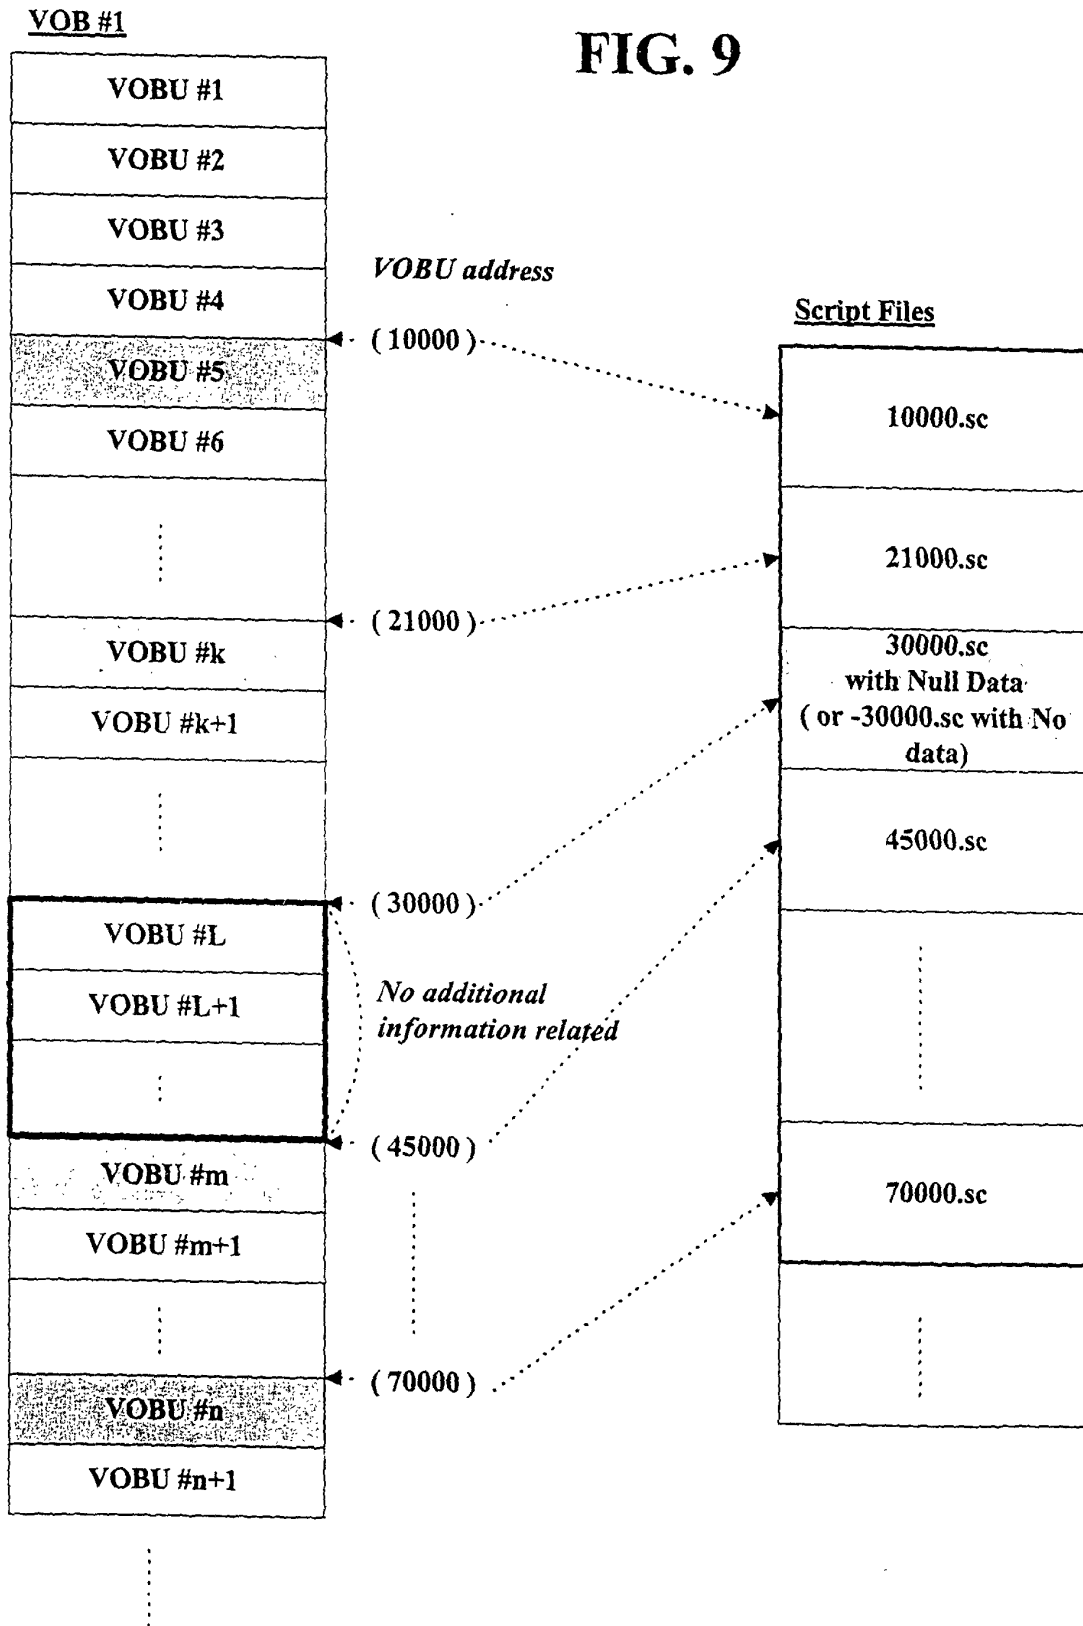 VOB #1
FIG. 9
VOBU #1
VOBU #2
VOBU #3
VOBU #4
VOBU #5
VOBU #6
VOBU #k
VOBU #k+1
VOBU #L
VOBU #L+1
VOBU #m
VOBU #m+1
VOBU #n
VOBU #n+1
VOBU address
( 10000 )
( 21000 )
( 30000 )
No additional
information related
( 45000 )
( 70000 )
Script Files
10000.sc
21000.sc
30000.sc
with Null Data
( or -30000.sc with No
data)
45000.sc
70000.sc